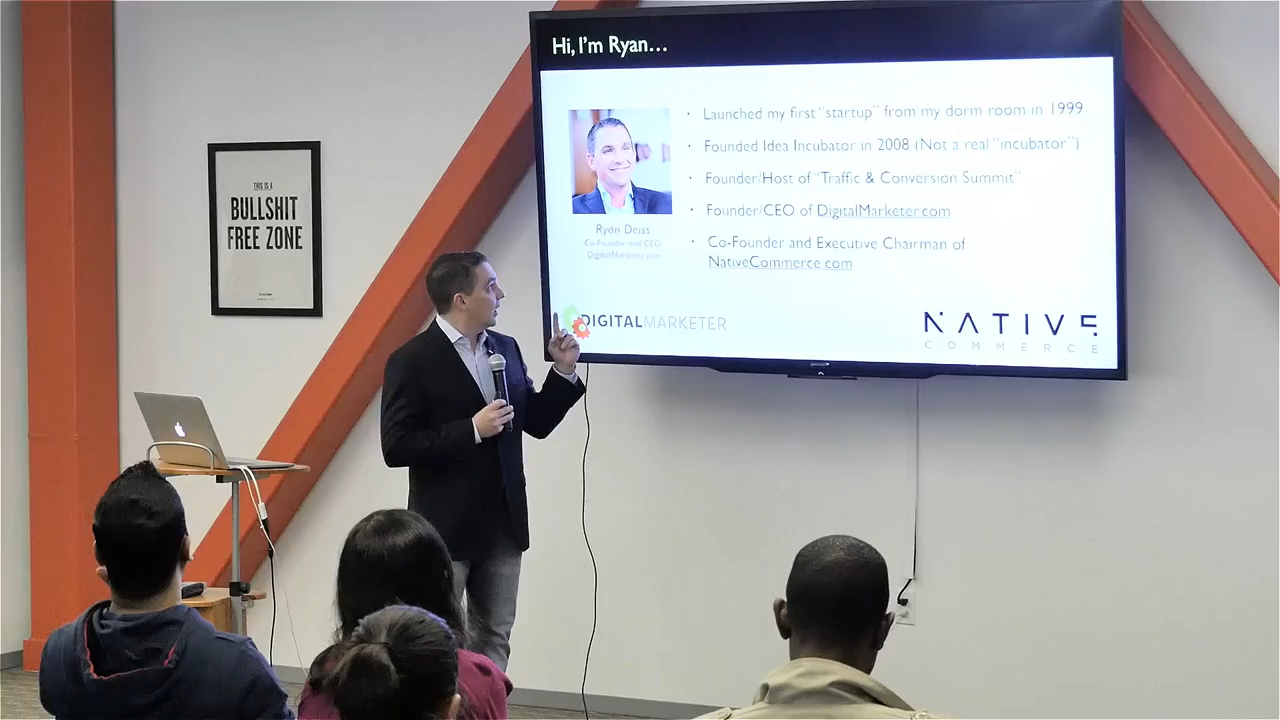 Hi, I'm Ryan...
• Launched my first "startup" from my dorm room in 1999
• Founded Idea Incubator in 2008 (Not a real "incubator")
• Founder/Host of "Traffic & Conversion Summit"
• Founder/CEO of DigitalMarketer.com
• Co-Founder and Executive Chairman of
NativeCommerce.com
Ryan Deiss
Co-Founder and CEO
DigitalMarketer.com
DIGITALMARKETER
NATIVE
COMMERCE
THIS IS A
BULLSHIT
FREE ZONE